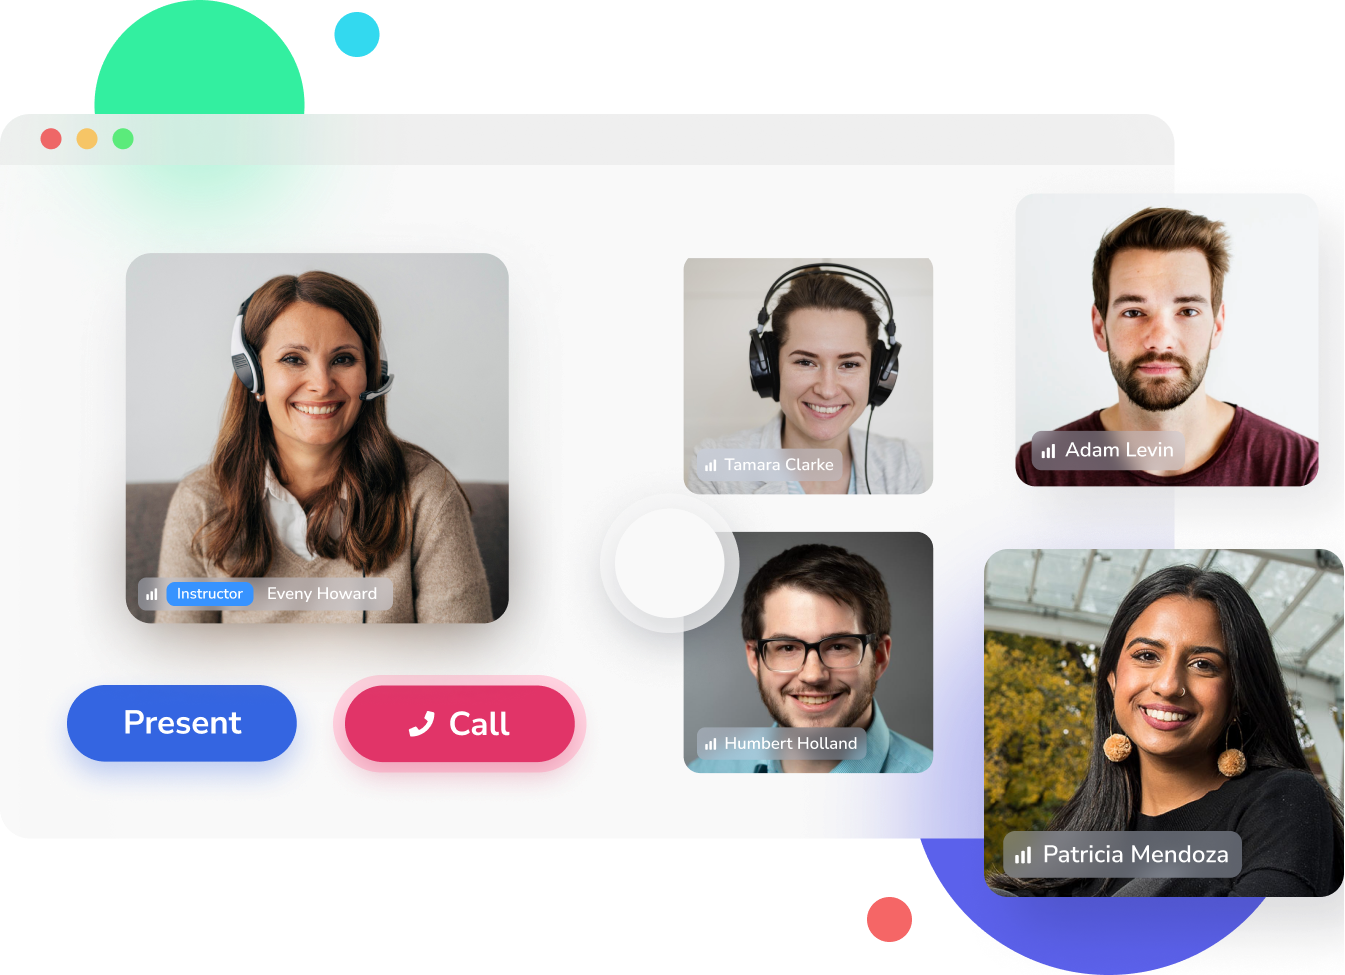 Tamara Clarke
Adam Levin
Instructor Eveny Howard
Present
Call
Humbert Holland
Patricia Mendoza